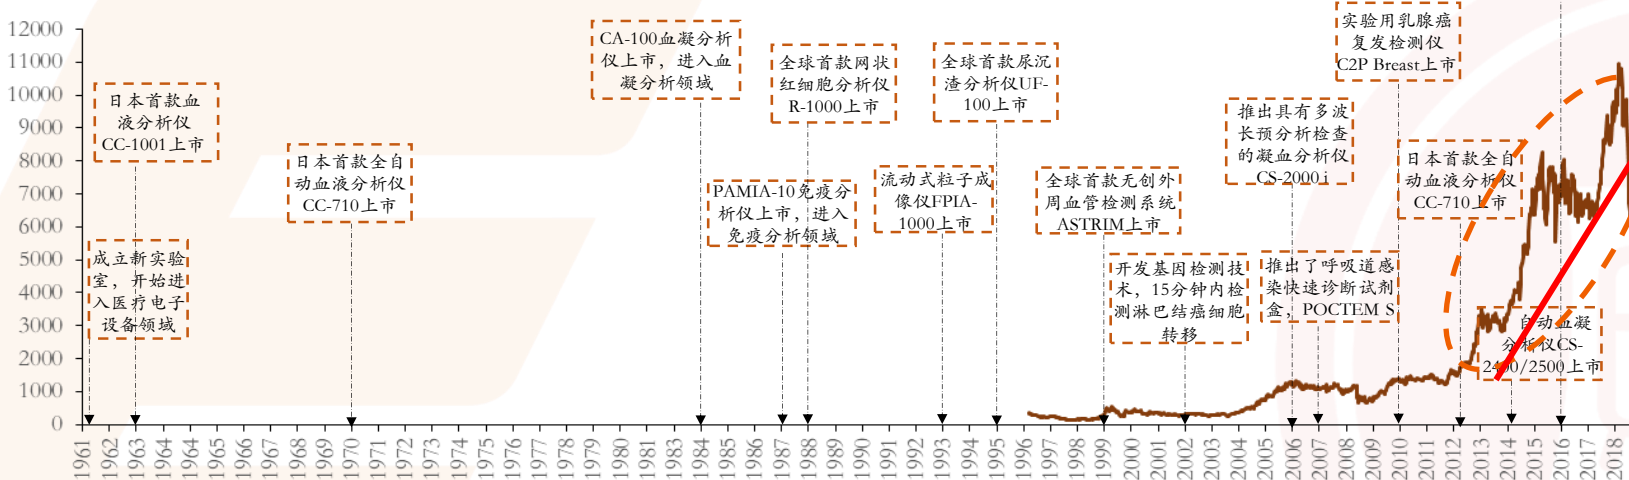 12000
11000
10000
9000
8000
7000
6000
5000
4000
3000
2000
1000
0
成立新实验
室，开始进
入医疗电子
设备领域
日本首款血
液分析仪
CC-1001上市
日本首款全自
动血液分析仪
CC-710上市
CA-100血凝分析
仪上市，进入血
凝分析领域
PAMIA-10免疫分
析仪上市，进入
免疫分析领域
全球首款网状
红细胞分析仪
R-1000上市
流动式粒子成
像仪FPIA-
1000上市
全球首款尿沉
渣分析仪UF-
100上市
全球首款无创外
周血管检测系统
ASTRIM上市
开发基因检测技
术，15分钟内检
测淋巴结癌细胞
转移
推出具有多波
长预分析检查
的凝血分析仪
CS-2000i
推出了呼吸道感
染快速诊断试剂
盒，POCTEM S
实验用乳腺癌
复发检测仪
C2P Breast上市
日本首款全自
动血液分析仪
CC-710上市
自动血凝
分析仪CS-
2400/2500上市
1961
1962
1963
1964
1964
1966
1967
1968
1969
1970
1971
1972
1973
1974
1975
1976
1977
1978
1979
1980
1981
1983
1984
1985
1986
1987
1988
1989
1990
1991
1992
1993
1994
1995
1996
1997
1998
1999
2000
2001
2002
2003
2004
2005
2006
2007
2008
2009
2010
2011
2012
2013
2014
2015
2016
2017
2018